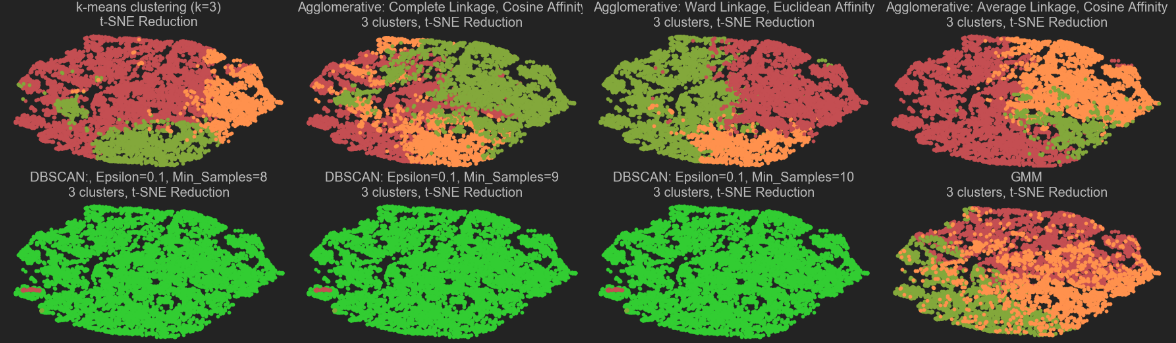 k-means clustering (k=3)
t-SNE Reduction
Agglomerative: Complete Linkage, Cosine Affinity
3 clusters, t-SNE Reduction
Agglomerative: Ward Linkage, Euclidean Affinity
3 clusters, t-SNE Reduction
Agglomerative: Average Linkage, Cosine Affinity
3 clusters, t-SNE Reduction
DBSCAN:, Epsilon=0.1, Min_Samples=8
3 clusters, t-SNE Reduction
DBSCAN: Epsilon=0.1, Min_Samples=9
3 clusters, t-SNE Reduction
DBSCAN: Epsilon=0.1, Min_Samples=10
3 clusters, t-SNE Reduction
GMM
3 clusters, t-SNE Reduction